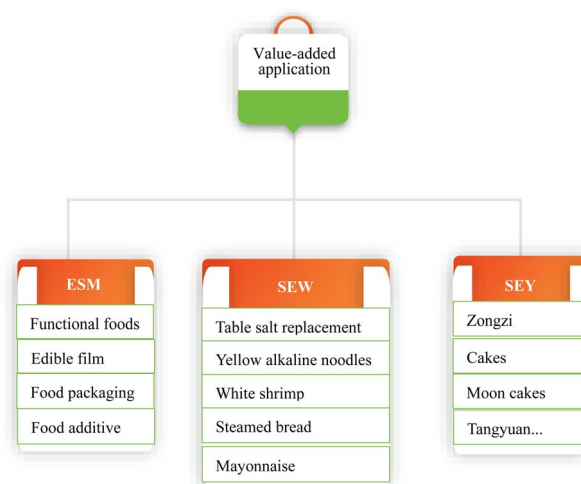 Value-added
application
ESM
Functional foods
Edible film
Food packaging
Food additive
SEW
Table salt replacement
Yellow alkaline noodles
White shrimp
Steamed bread
Mayonnaise
SEY
Zongzi
Cakes
Moon cakes
Tangyuan...